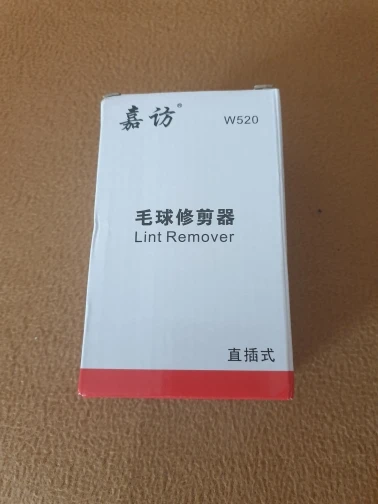 嘉访®
W520
毛球修剪器
Lint Remover
直插式